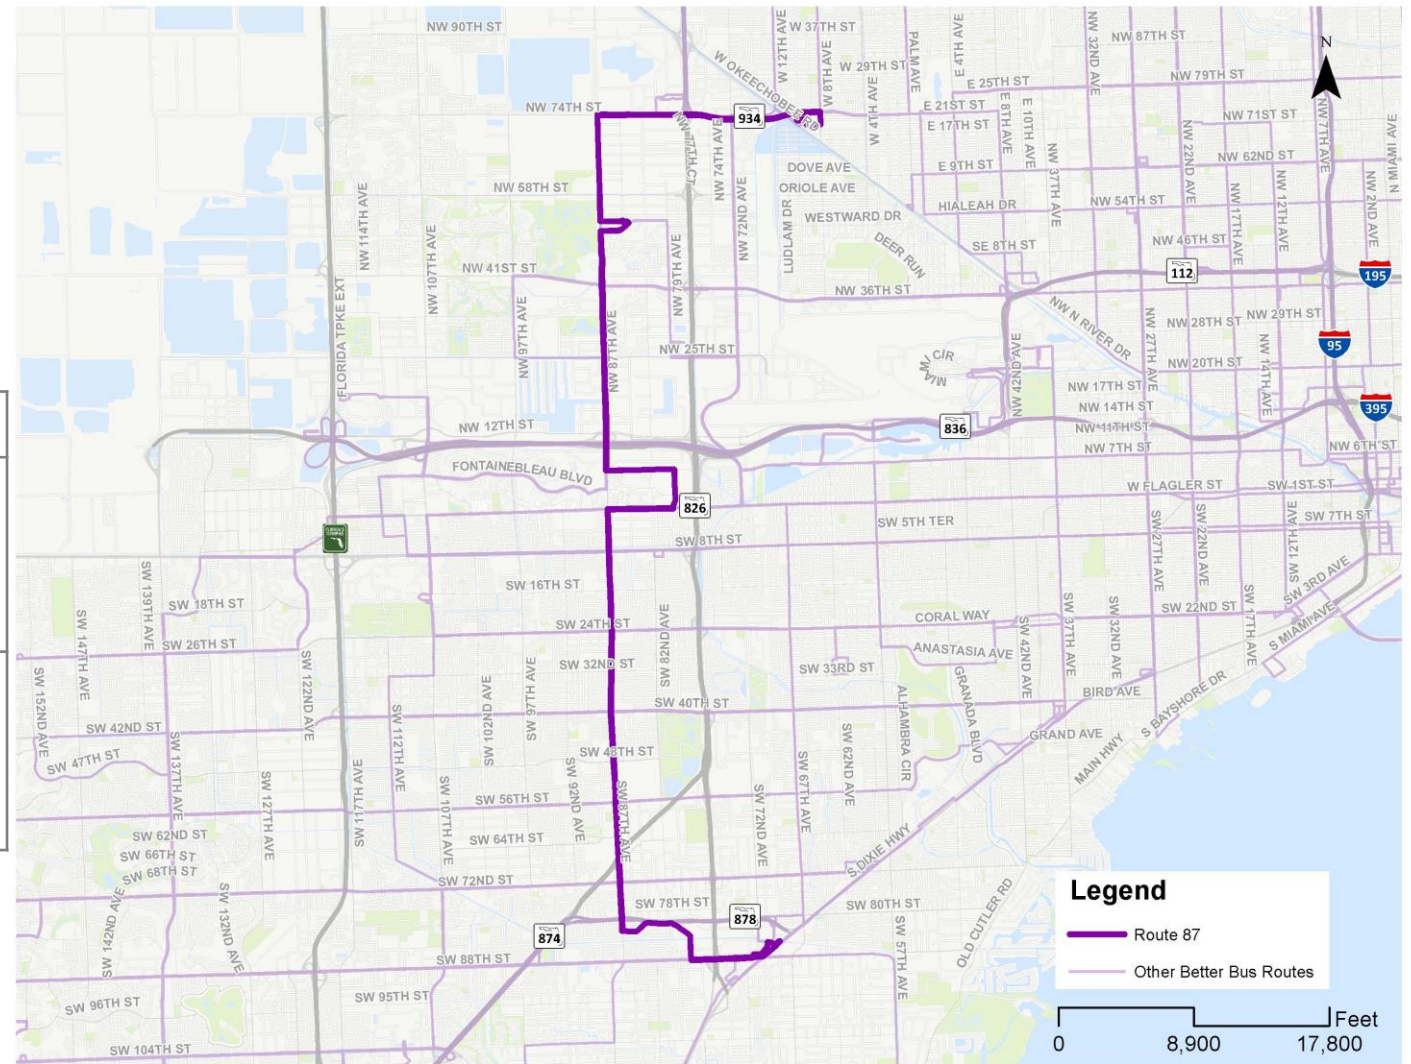 NW 90TH ST
W 37TH ST
W 12TH AVE
W 8TH AVE
W 29TH ST
PALM AVE
E 4TH AVE
NW 32ND AVE
NW 87TH ST
N
W OKEECHOBEE RD
W 4TH AVE
E 25TH ST
NW 79TH ST
NW 74TH ST
934
E 21ST ST
E 17TH ST
E 8TH AVE
E 10TH AVE
NW 71ST ST
NW 7TH AVE
N MIAMI AVE
NW 77TH CT
NW 74TH AVE
NW 22ND AVE
NW 37TH AVE
NW 62ND ST
DOVE AVE
E 9TH ST
NW 58TH ST
ORIOLE AVE
NW 72ND AVE
NW 114TH AVE
HIALEAH DR
NW 54TH ST
NW 17TH AVE
NW 12TH AVE
NW 2ND AVE
LUDLAM DR
WESTWARD DR
DEER RUN
SE 8TH ST
NW 46TH ST
NW 107TH AVE
NW 41ST ST
NW 79TH AVE
112
195
NW 36TH ST
FLORIDA TPKE EXT
NW 97TH AVE
NW 87TH AVE
NW N RIVER DR
NW 27TH AVE
NW 28TH ST
NW 29TH ST
95
NW 25TH ST
MIAMI CIR
NW 42ND AVE
NW 20TH ST
NW 14TH AVE
NW 17TH ST
NW 14TH ST
395
NW 12TH ST
836
NW 11TH ST
NW 7TH ST
NW 6TH ST
FONTAINEBLEAU BLVD
W FLAGLER ST
SW 1ST ST
826
SW 5TH TER
SW 7TH ST
SW 8TH ST
SW 27TH AVE
SW 22ND AVE
SW 12TH AVE
SW 3RD AVE
SW 139TH AVE
SW 16TH ST
SW 18TH ST
SW 147TH AVE
SW 82ND AVE
SW 24TH ST
CORAL WAY
SW 37TH AVE
SW 32ND AVE
SW 22ND ST
SW 17TH AVE
S MIAMI AVE
SW 26TH ST
SW 42ND AVE
ANASTASIA AVE
SW 152ND AVE
SW 122ND AVE
SW 32ND ST
SW 33RD ST
SW 97TH AVE
SW 102ND AVE
SW 40TH ST
ALHAMBRA CIR
GRANADA BLVD
BIRD AVE
S BAYSHORE DR
SW 42ND ST
SW 112TH AVE
GRAND AVE
SW 137TH AVE
SW 47TH ST
SW 48TH ST
SW 67TH AVE
SW 62ND AVE
MAIN HWY
SW 127TH AVE
SW 117TH AVE
SW 107TH AVE
SW 92ND AVE
SW 87TH AVE
SW 72ND AVE
SW 56TH ST
SW 62ND ST
SW 64TH ST
SW 66TH ST
SW 68TH ST
S DIXIE HWY
SW 72ND ST
SW 142ND AVE
SW 132ND AVE
SW 78TH ST
878
SW 80TH ST
874
SW 57TH AVE
OLD CUTLER RD
SW 88TH ST
SW 95TH ST
SW 96TH ST
SW 104TH ST
Legend
Route 87
Other Better Bus Routes
Feet
0 8,900 17,800